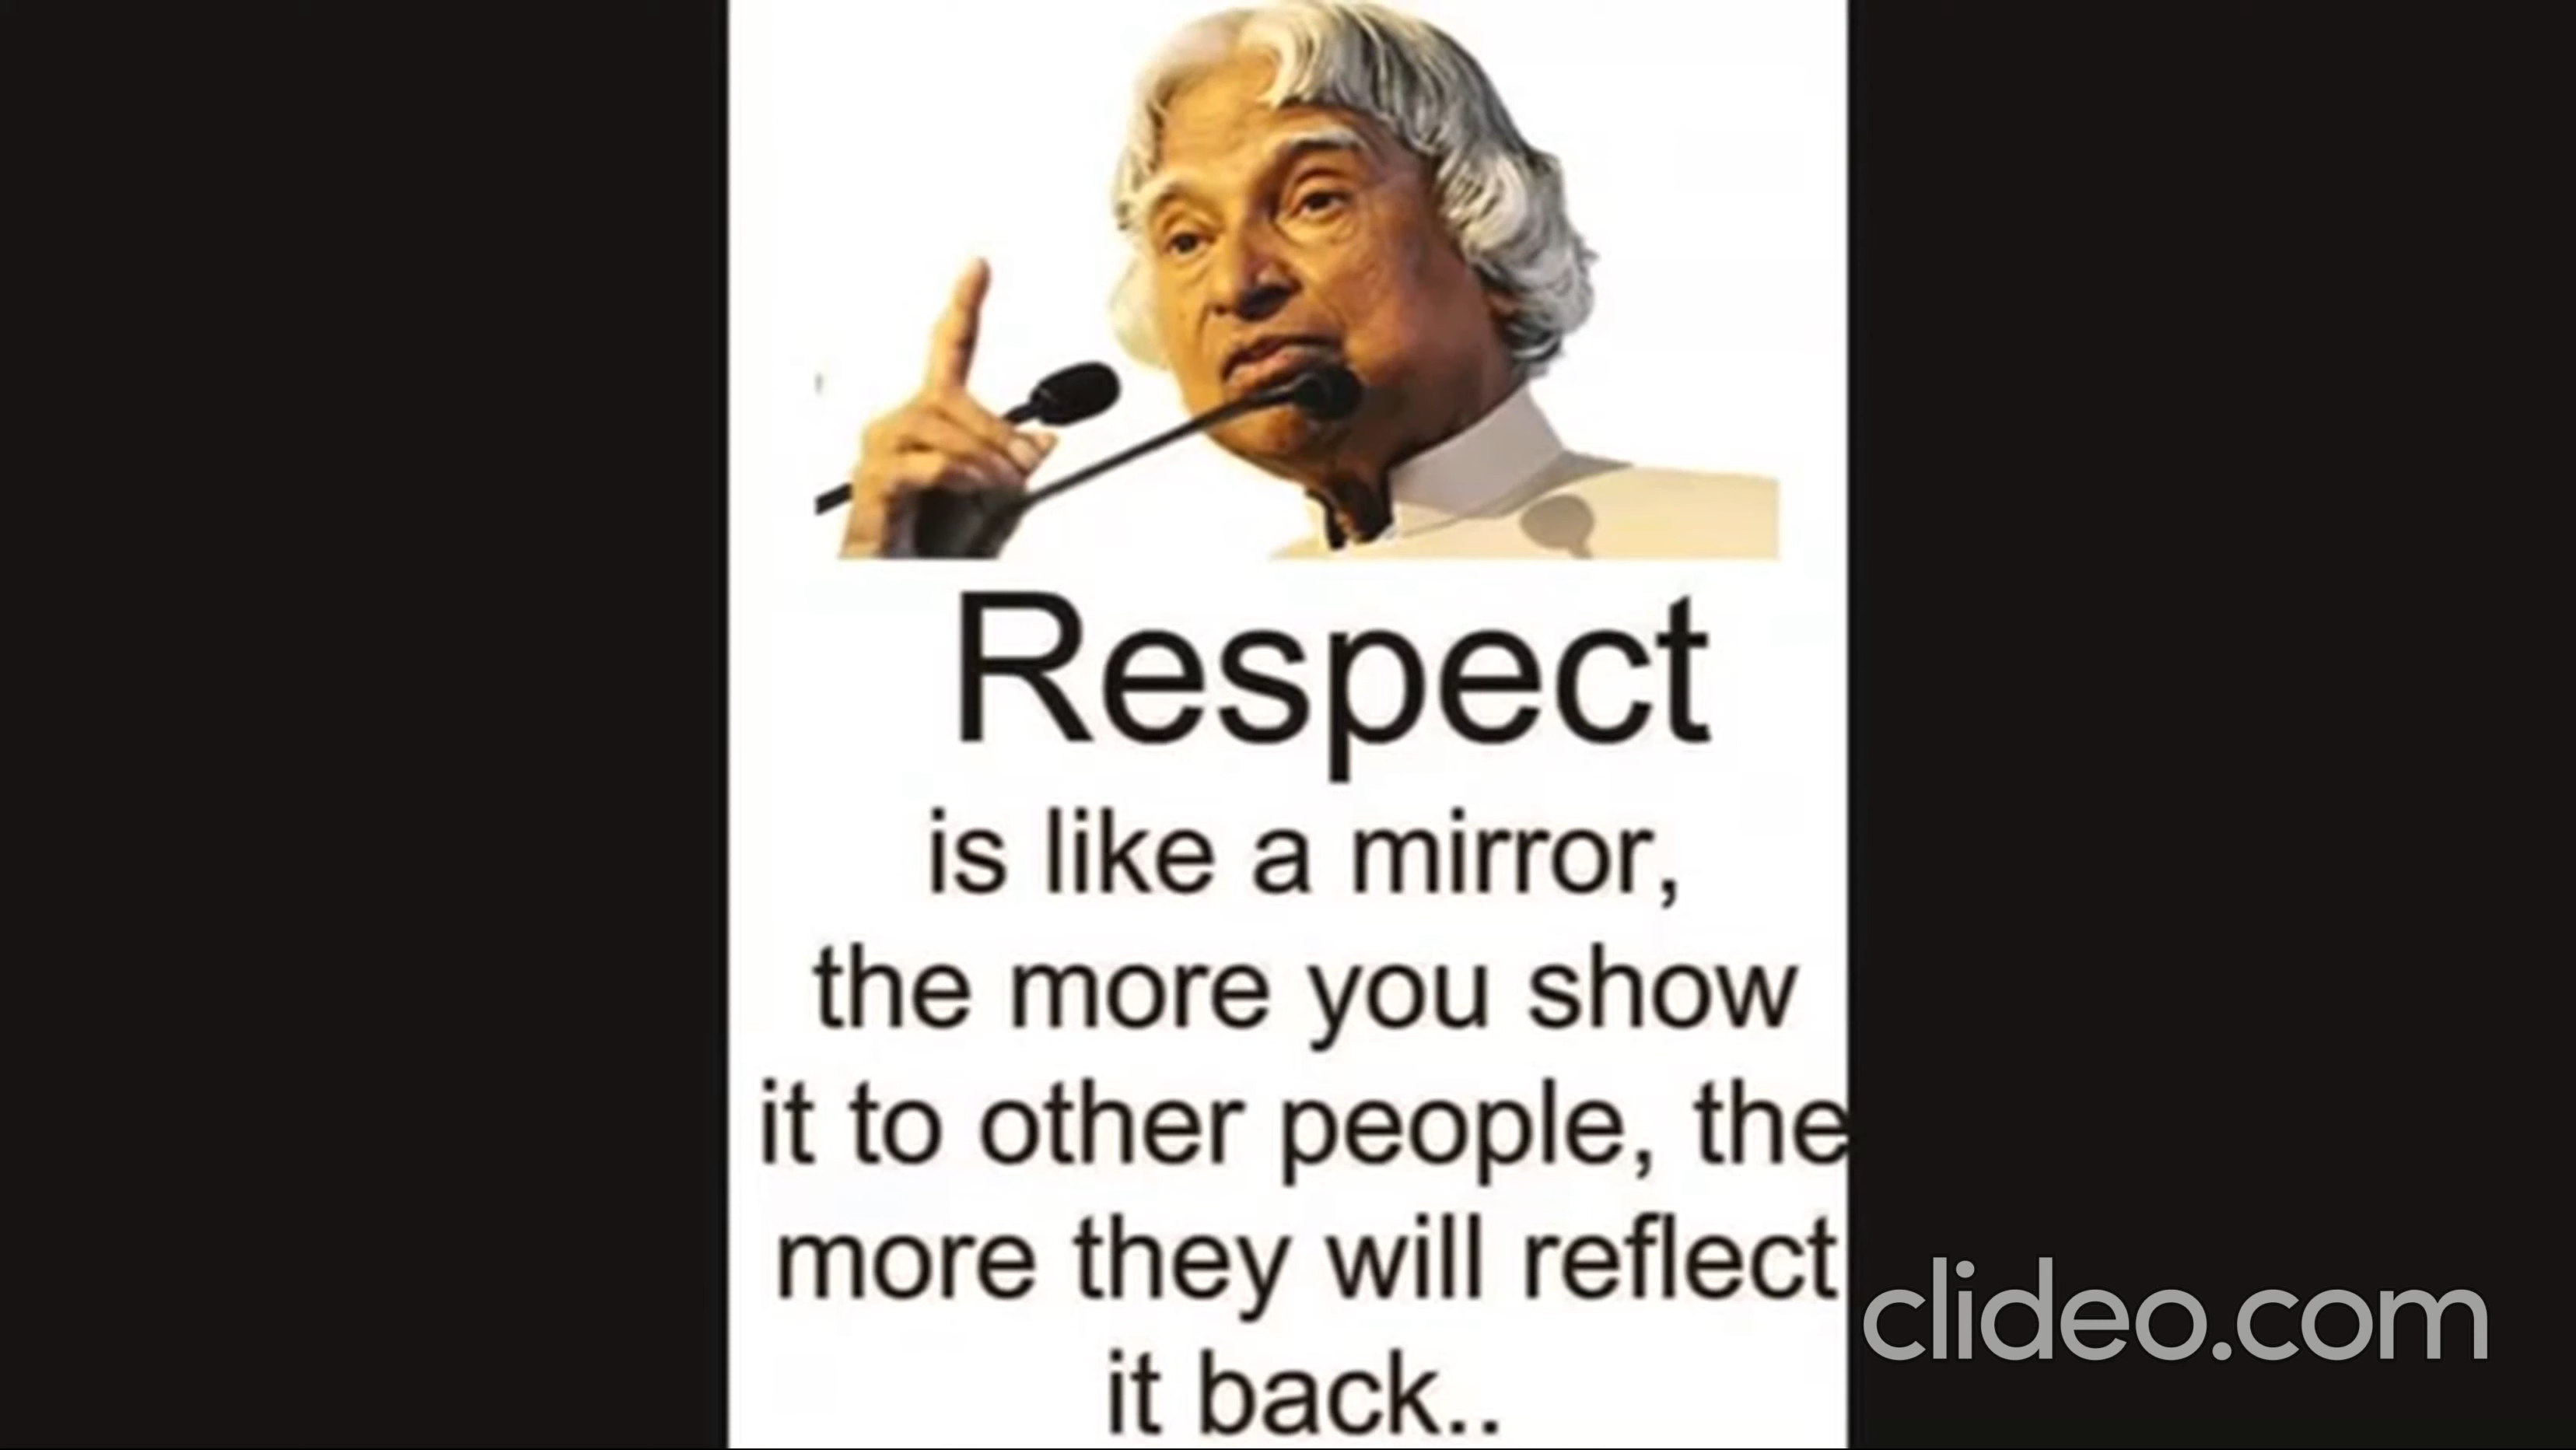 Respect
is like a mirror,
the more you show
it to other people, the
more they will reflect
it back..
clideo.com